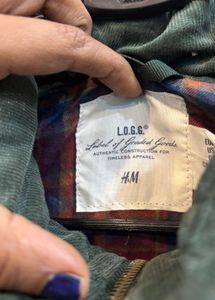 L.O.G.G.®
Label of Graded Goods
AUTHENTIC CONSTRUCTION FOR
TIMELESS APPAREL
H&M